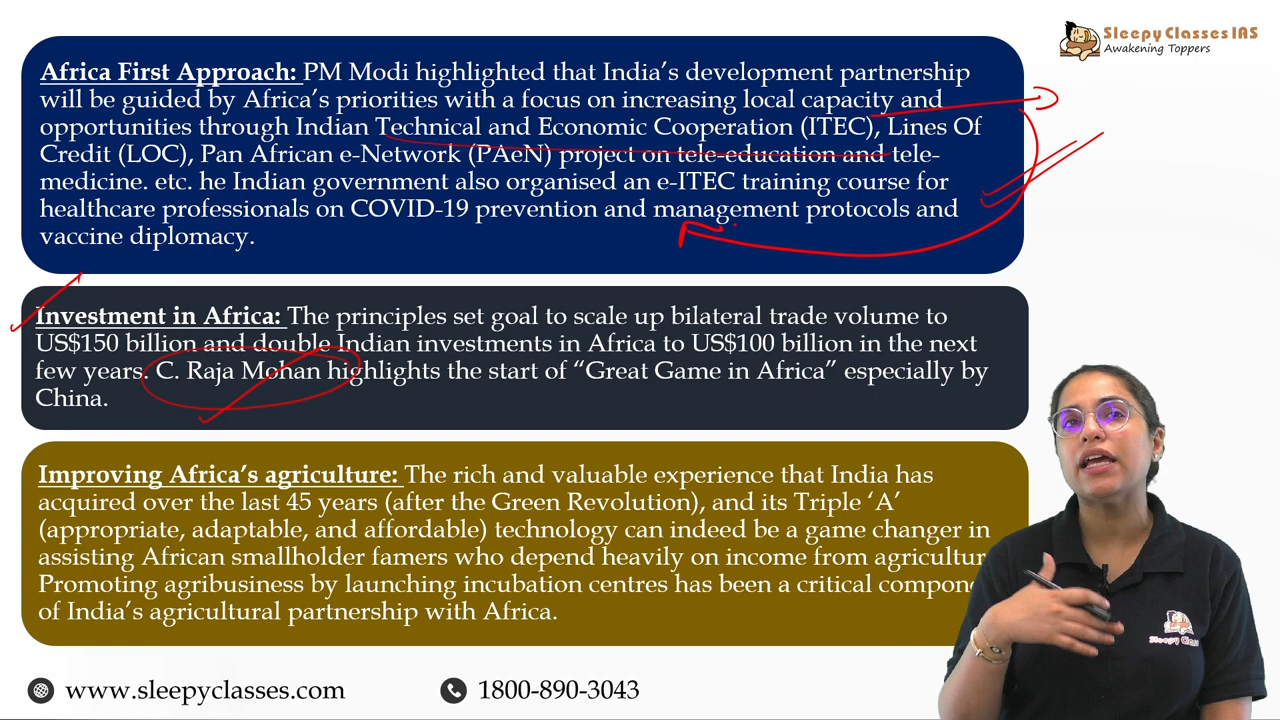 Sleepy Classes IAS
Awakening Toppers
Africa First Approach: PM Modi highlighted that India's development partnership
will be guided by Africa's priorities with a focus on increasing local capacity and
opportunities through Indian Technical and Economic Cooperation (ITEC), Lines Of
Credit (LOC), Pan African e-Network (PAeN) project on tele-education and tele-
medicine. etc. he Indian government also organised an e-ITEC training course for
healthcare professionals on COVID-19 prevention and management protocols and
vaccine diplomacy.
Investment in Africa: The principles set goal to scale up bilateral trade volume to
US$150 billion and double Indian investments in Africa to US$100 billion in the next
few years. C. Raja Mohan highlights the start of “Great Game in Africa” especially by
China.
Improving Africa's agriculture: The rich and valuable experience that India has
acquired over the last 45 years (after the Green Revolution), and its Triple ‘A’
(appropriate, adaptable, and affordable) technology can indeed be a game changer in
assisting African smallholder famers who depend heavily on income from agricultur
Promoting agribusiness by launching incubation centres has been a critical compon
of India's agricultural partnership with Africa.
www.sleepyclasses.com
1800-890-3043